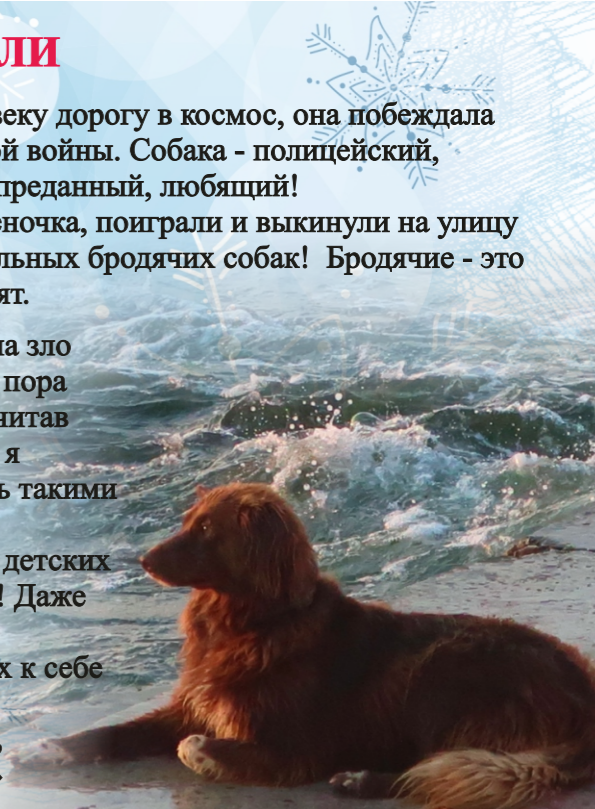 ли
веку дорогу в космос, она побеждала
ой войны. Собака - полицейский,
преданный, любящий!
еночка, поиграли и выкинули на улицу
льных бродячих собак! Бродячие - это
ят.
на зло
пора
читав
я
ь такими
детских
! Даже
х к себе
?